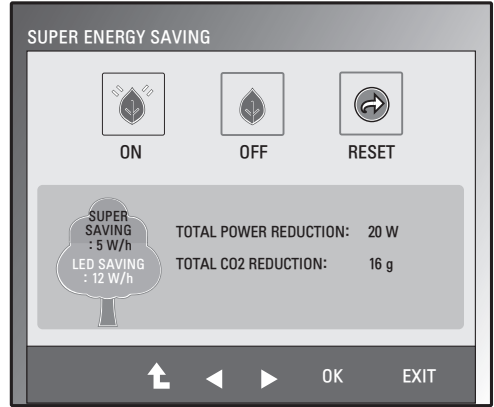 SUPER ENERGY SAVING
ON OFF RESET
SUPER
SAVING
: 5 W/h
LED SAVING
: 12 W/h
TOTAL POWER REDUCTION: 20 W
TOTAL CO2 REDUCTION: 16 g
OK EXIT